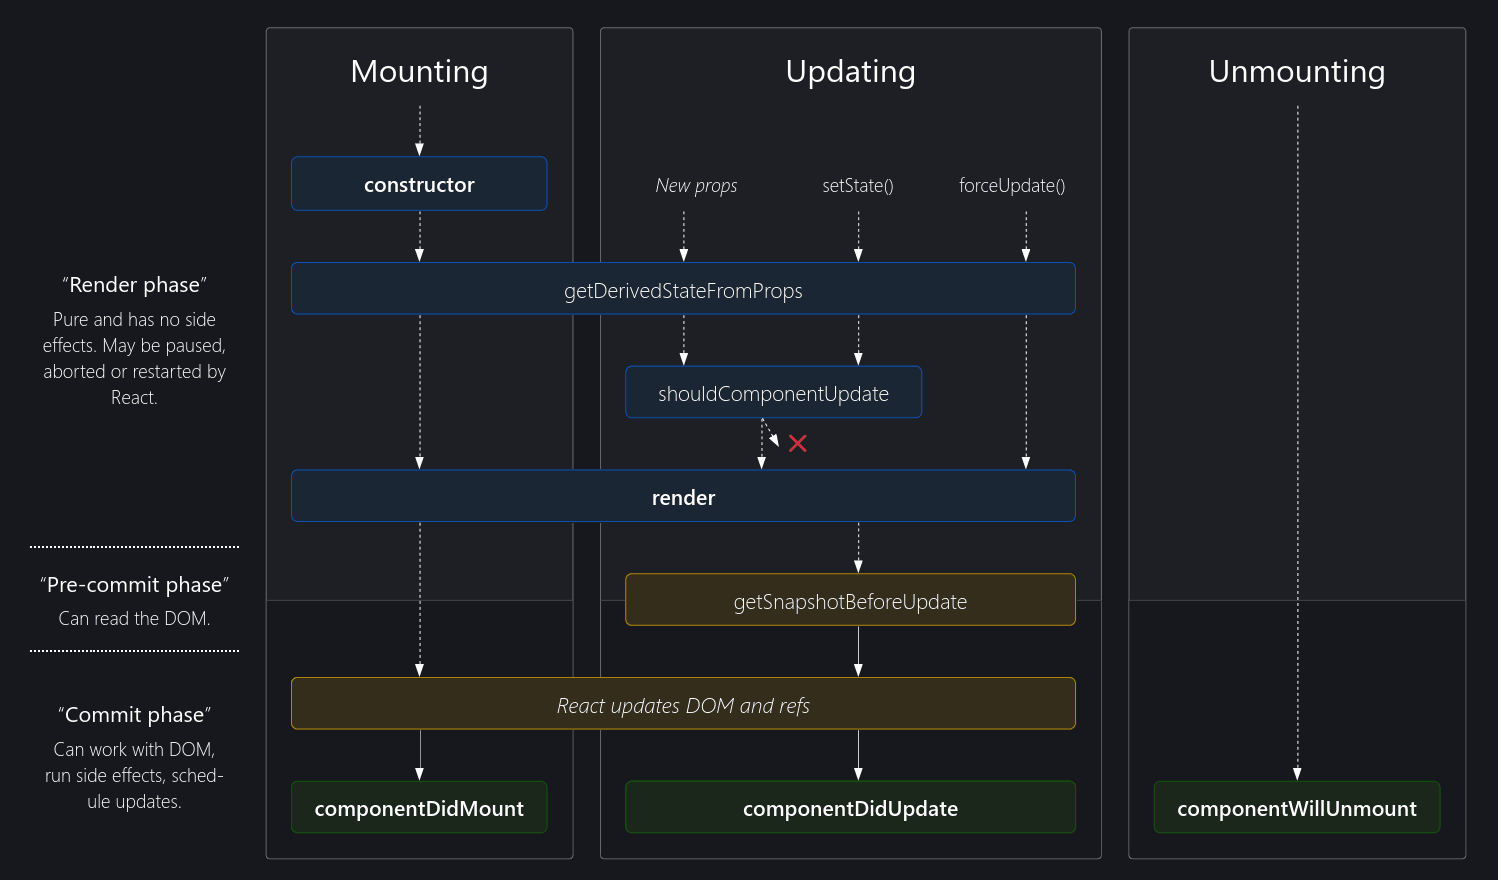 Mounting
Updating
Unmounting
constructor
New props
setState()
forceUpdate()
“Render phase”
Pure and has no side
effects. May be paused,
aborted or restarted by
React.
getDerivedStateFromProps
shouldComponentUpdate
render
“Pre-commit phase”
Can read the DOM.
getSnapshotBeforeUpdate
“Commit phase”
Can work with DOM,
run side effects, sched-
ule updates.
React updates DOM and refs
componentDidMount
componentDidUpdate
componentWillUnmount